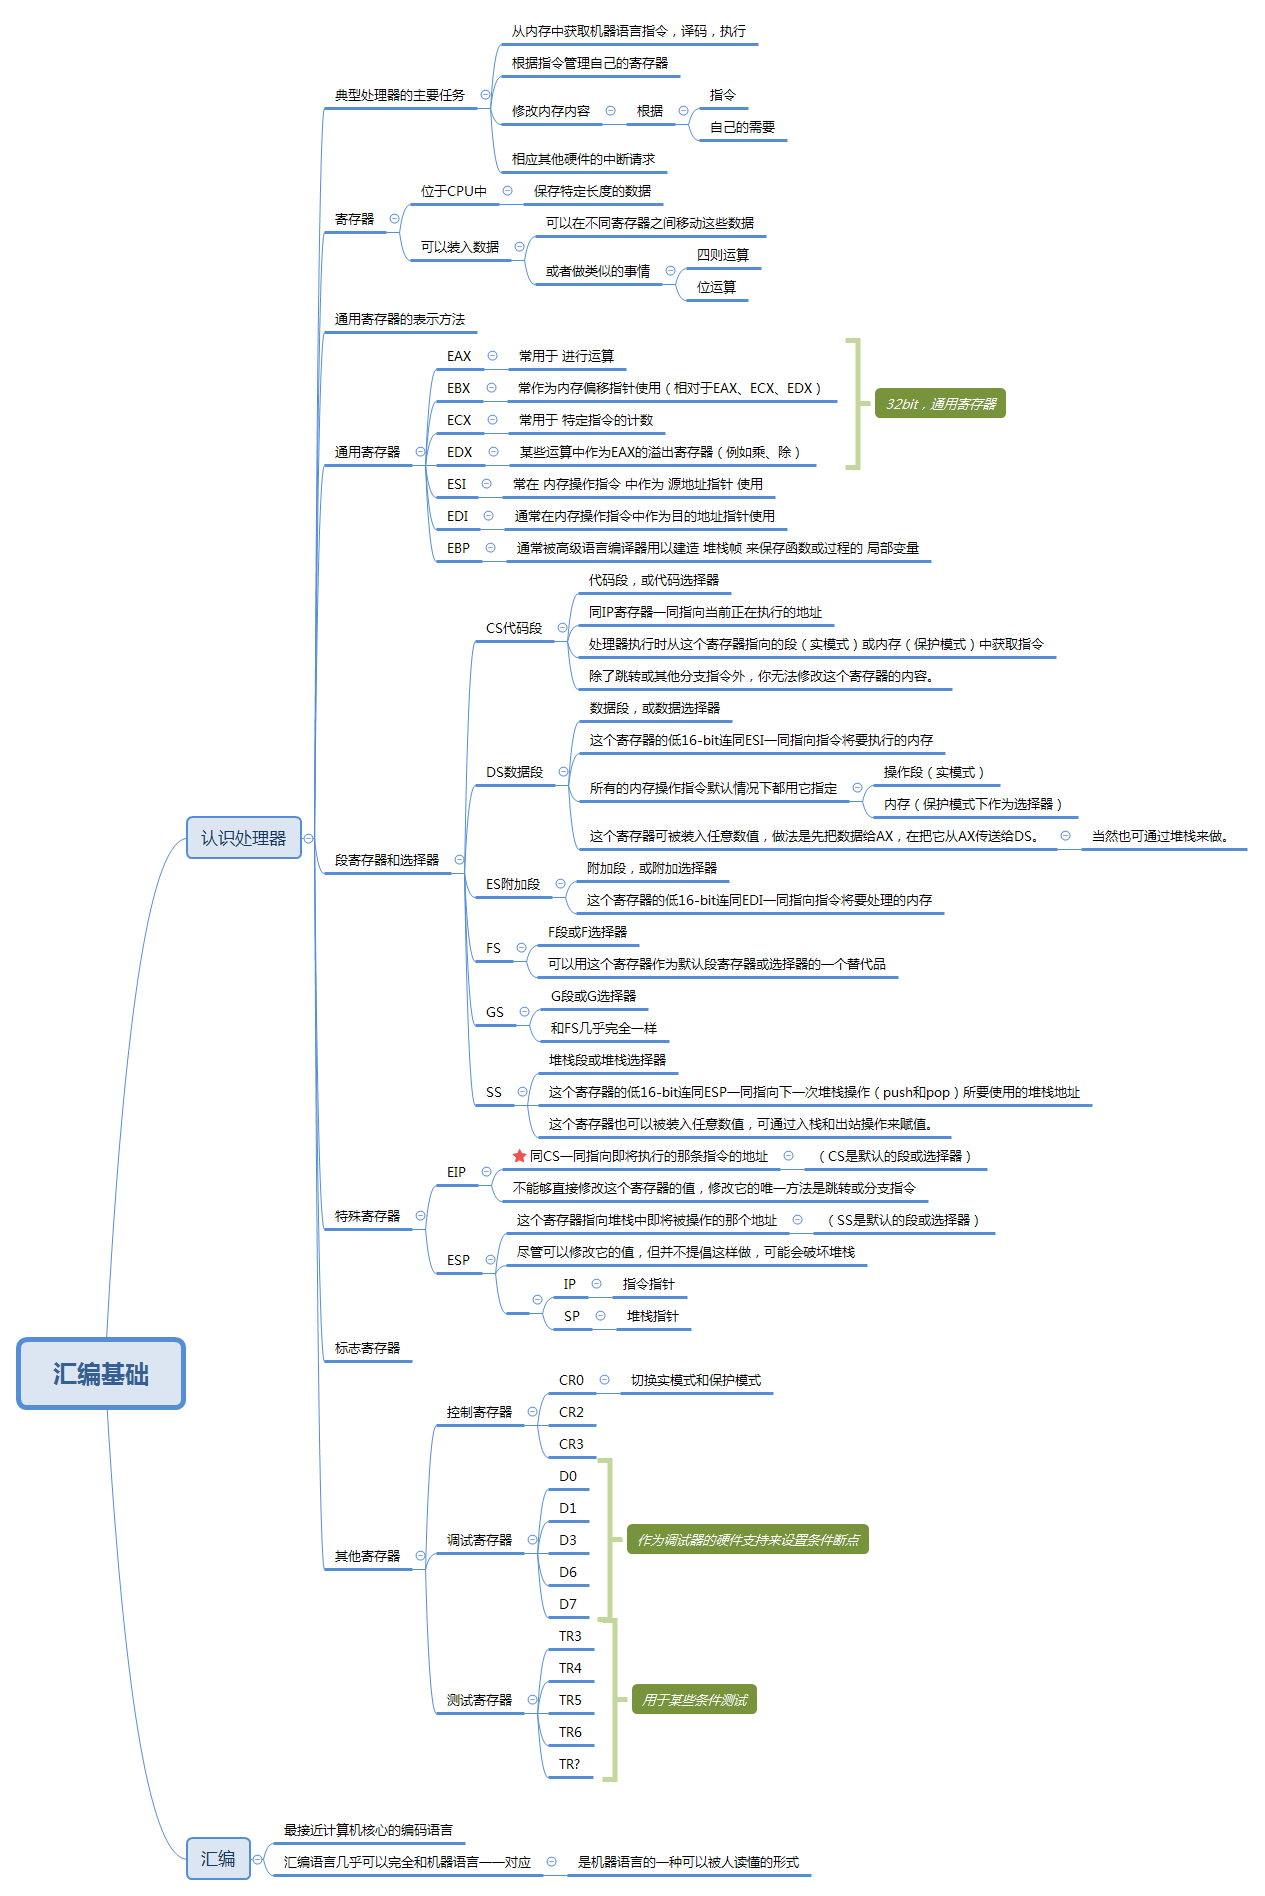 从内存中获取机器语言指令，译码，执行
根据指令管理自己的寄存器
典型处理器的主要任务
修改内存内容
根据
指令
自己的需要
相应其他硬件的中断请求
寄存器
位于CPU中
保存特定长度的数据
可以装入数据
可以在不同寄存器之间移动这些数据
或者做类似的事情
四则运算
位运算
通用寄存器的表示方法
通用寄存器
EAX
常用于 进行运算
EBX
常作为内存偏移指针使用（相对于EAX、ECX、EDX）
ECX
常用于 特定指令的计数
EDX
某些运算中作为EAX的溢出寄存器（例如乘、除）
32bit，通用寄存器
ESI
常在 内存操作指令 中作为 源地址指针 使用
EDI
通常在内存操作指令中作为目的地址指针使用
EBP
通常被高级语言编译器用以建造 堆栈帧 来保存函数或过程的 局部变量
认识处理器
段寄存器和选择器
CS代码段
代码段，或代码选择器
同IP寄存器一同指向当前正在执行的地址
处理器执行时从这个寄存器指向的段（实模式）或内存（保护模式）中获取指令
除了跳转或其他分支指令外，你无法修改这个寄存器的内容。
DS数据段
数据段，或数据选择器
这个寄存器的低16-bit连同ESI一同指向指令将要执行的内存
所有的内存操作指令默认情况下都用它指定
操作段（实模式）
内存（保护模式下作为选择器）
这个寄存器可被装入任意数值，做法是先把数据给AX，在把它从AX传送给DS。
当然也可通过堆栈来做。
ES附加段
附加段，或附加选择器
这个寄存器的低16-bit连同EDI一同指向指令将要处理的内存
FS
F段或F选择器
可以用这个寄存器作为默认段寄存器或选择器的一个替代品
GS
G段或G选择器
和FS几乎完全一样
SS
堆栈段或堆栈选择器
这个寄存器的低16-bit连同ESP一同指向下一次堆栈操作（push和pop）所要使用的堆栈地址
这个寄存器也可以被装入任意数值，可通过入栈和出站操作来赋值。
特殊寄存器
EIP
同CS一同指向即将执行的那条指令的地址
（CS是默认的段或选择器）
不能够直接修改这个寄存器的值，修改它的唯一方法是跳转或分支指令
ESP
这个寄存器指向堆栈中即将被操作的那个地址
（SS是默认的段或选择器）
尽管可以修改它的值，但并不提倡这样做，可能会破坏堆栈
IP
指令指针
SP
堆栈指针
标志寄存器
汇编基础
其他寄存器
控制寄存器
CR0
切换实模式和保护模式
CR2
CR3
调试寄存器
D0
D1
D3
D6
D7
作为调试器的硬件支持来设置条件断点
测试寄存器
TR3
TR4
TR5
TR6
TR?
用于某些条件测试
汇编
最接近计算机核心的编码语言
汇编语言几乎可以完全和机器语言一一对应
是机器语言的一种可以被人读懂的形式